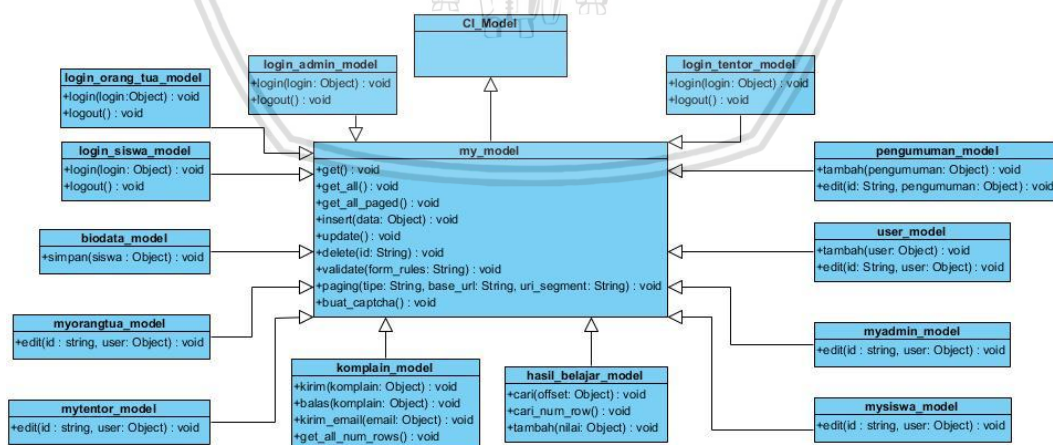 CI_Model
login_orang_tua_model
+login(login:Object) : void
+logout() : void
login_admin_model
+login(login: Object) : void
+logout() : void
login_tentor_model
+login(login: Object) : void
+logout() : void
login_siswa_model
+login(login: Object) : void
+logout() : void
my_model
+get() : void
+get_all() : void
+get_all_paged() : void
+insert(data: Object) : void
+update() : void
+delete(id: String) : void
+validate(form_rules: String) : void
+paging(tipe: String, base_url: String, uri_segment: String) : void
+buat_captcha() : void
pengumuman_model
+tambah(pengumuman: Object) : void
+edit(id: String, pengumuman: Object) : void
biodata_model
+simpan(siswa : Object) : void
user_model
+tambah(user: Object) : void
+edit(id: String, user: Object) : void
myorangtua_model
+edit(id : string, user: Object) : void
myadmin_model
+edit(id : string, user: Object) : void
mytentor_model
+edit(id : string, user: Object) : void
komplain_model
+kirim(komplain: Object) : void
+balas(komplain: Object) : void
+kirim_email(email: Object) : void
+get_all_num_rows() : void
hasil_belajar_model
+cari(offset: Object) : void
+cari_num_row() : void
+tambah(nilai: Object) : void
mysiswa_model
+edit(id : string, user: Object) : void